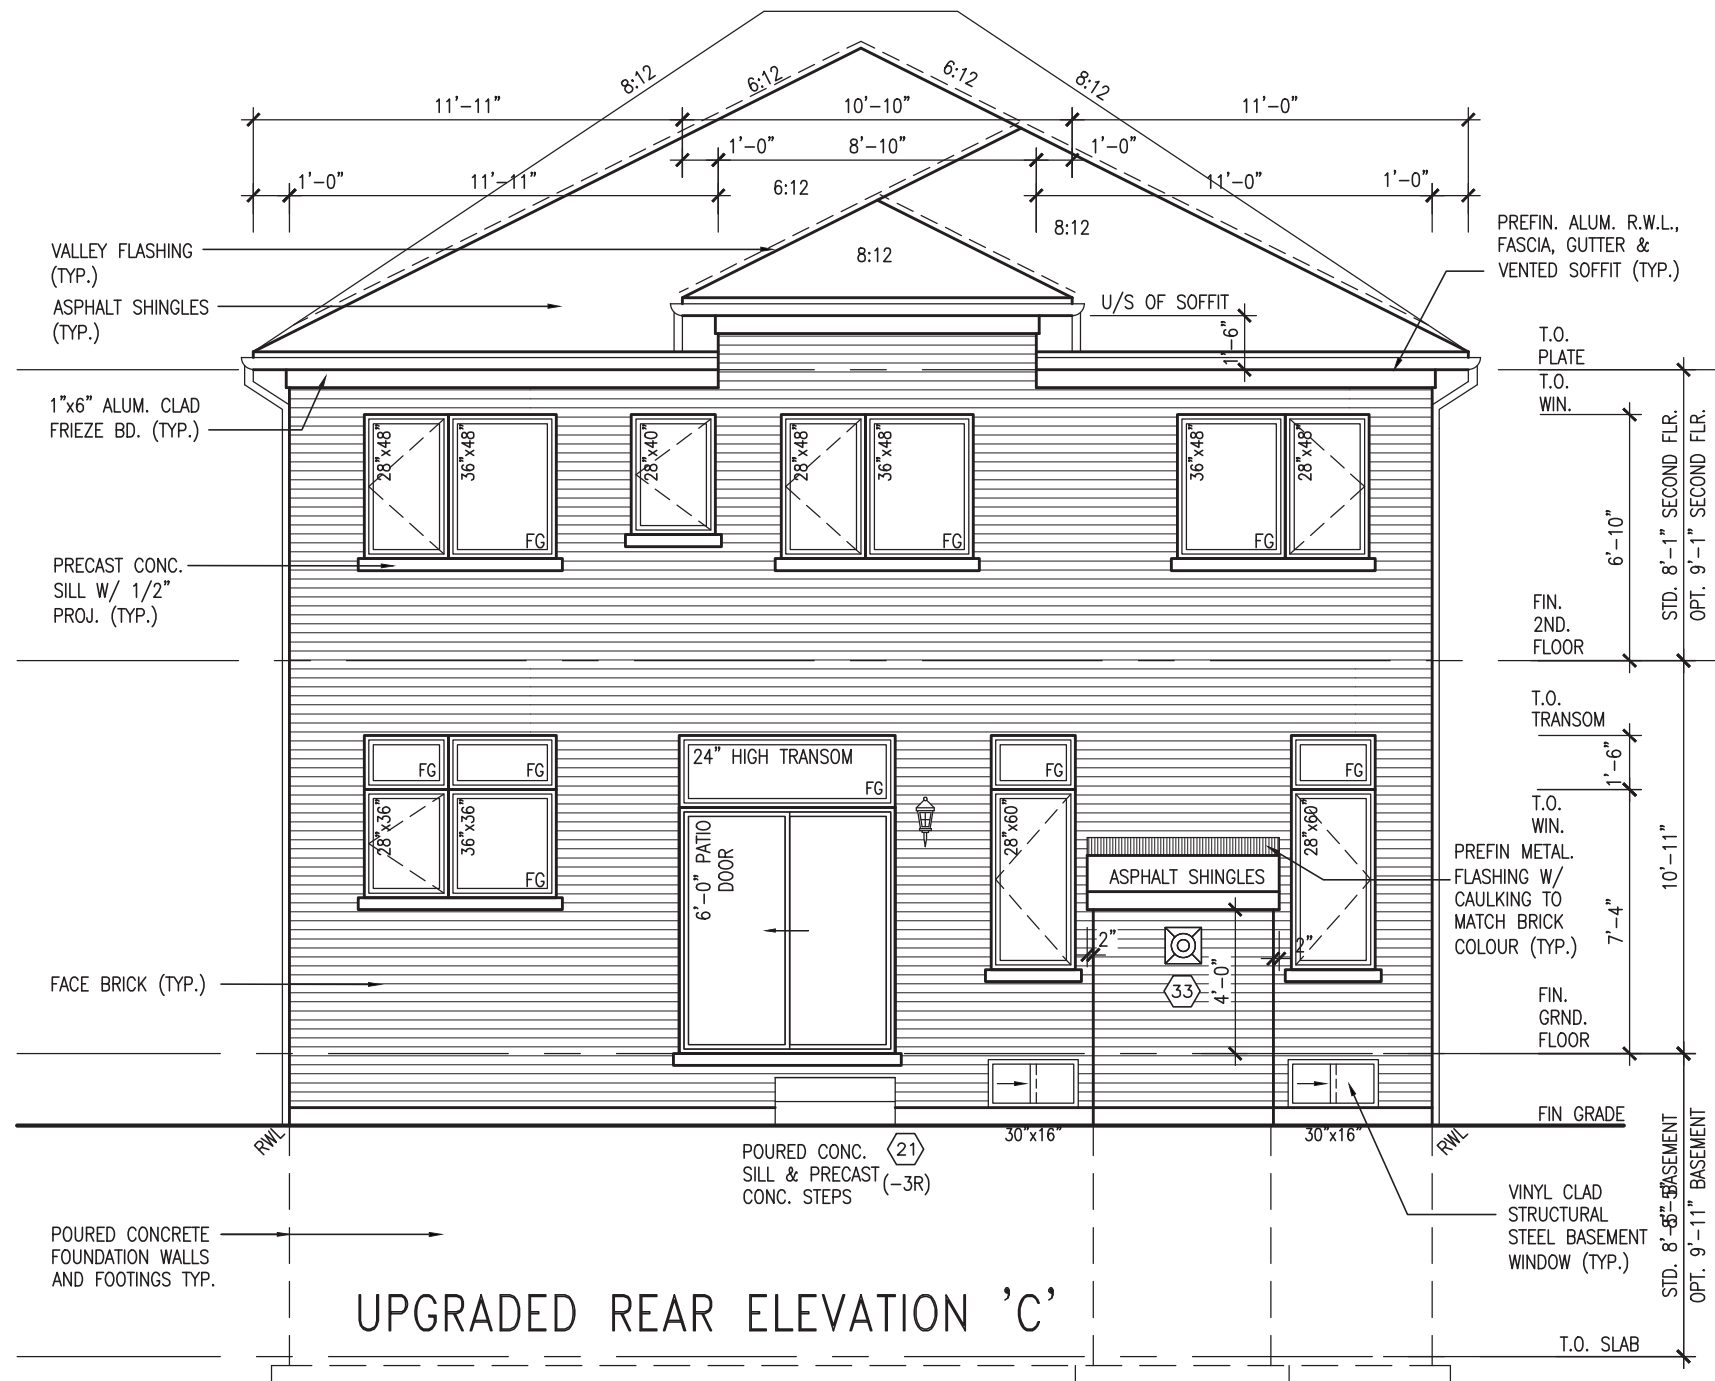 8:12
6:12
6:12
8:12
11'-11"
10'-10"
11'-0"
1'-0"
8'-10"
1'-0"
1'-0"
11'-11"
6:12
11'-0"
1'-0"
8:12
8:12
VALLEY FLASHING
(TYP.)
ASPHALT SHINGLES
(TYP.)
PREFIN. ALUM. R.W.L.,
FASCIA, GUTTER &
VENTED SOFFIT (TYP.)
U/S OF SOFFIT
1'-6"
T.O.
PLATE
T.O.
WIN.
1"x6" ALUM. CLAD
FRIEZE BD. (TYP.)
28"x48"
36"x48"
FG
28"x40"
28"x48"
36"x48"
FG
36"x48"
FG
28"x48"
6'-10"
STD. 8'-1" SECOND FLR.
OPT. 9'-1" SECOND FLR.
PRECAST CONC.
SILL W/ 1/2"
PROJ. (TYP.)
FIN.
2ND.
FLOOR
T.O.
TRANSOM
1'-6"
T.O.
WIN.
FG
FG
28"x36"
36"x36"
FG
24" HIGH TRANSOM
FG
6'-0" PATIO
DOOR
FG
28"x60"
FG
28"x60"
ASPHALT SHINGLES
PREFIN METAL.
FLASHING W/
CAULKING TO
MATCH BRICK
COLOUR (TYP.)
7'-4"
10'-11"
2"
2"
33
4'-0"
FACE BRICK (TYP.)
FIN.
GRND.
FLOOR
FIN GRADE
RWL
30"x16"
30"x16"
RWL
POURED CONC.
SILL & PRECAST
CONC. STEPS
21
(-3R)
POURED CONCRETE
FOUNDATION WALLS
AND FOOTINGS TYP.
VINYL CLAD
STRUCTURAL
STEEL BASEMENT
WINDOW (TYP.)
STD. BASEMENT
OPT. 9'-11" BASEMENT
UPGRADED REAR ELEVATION 'C'
T.O. SLAB